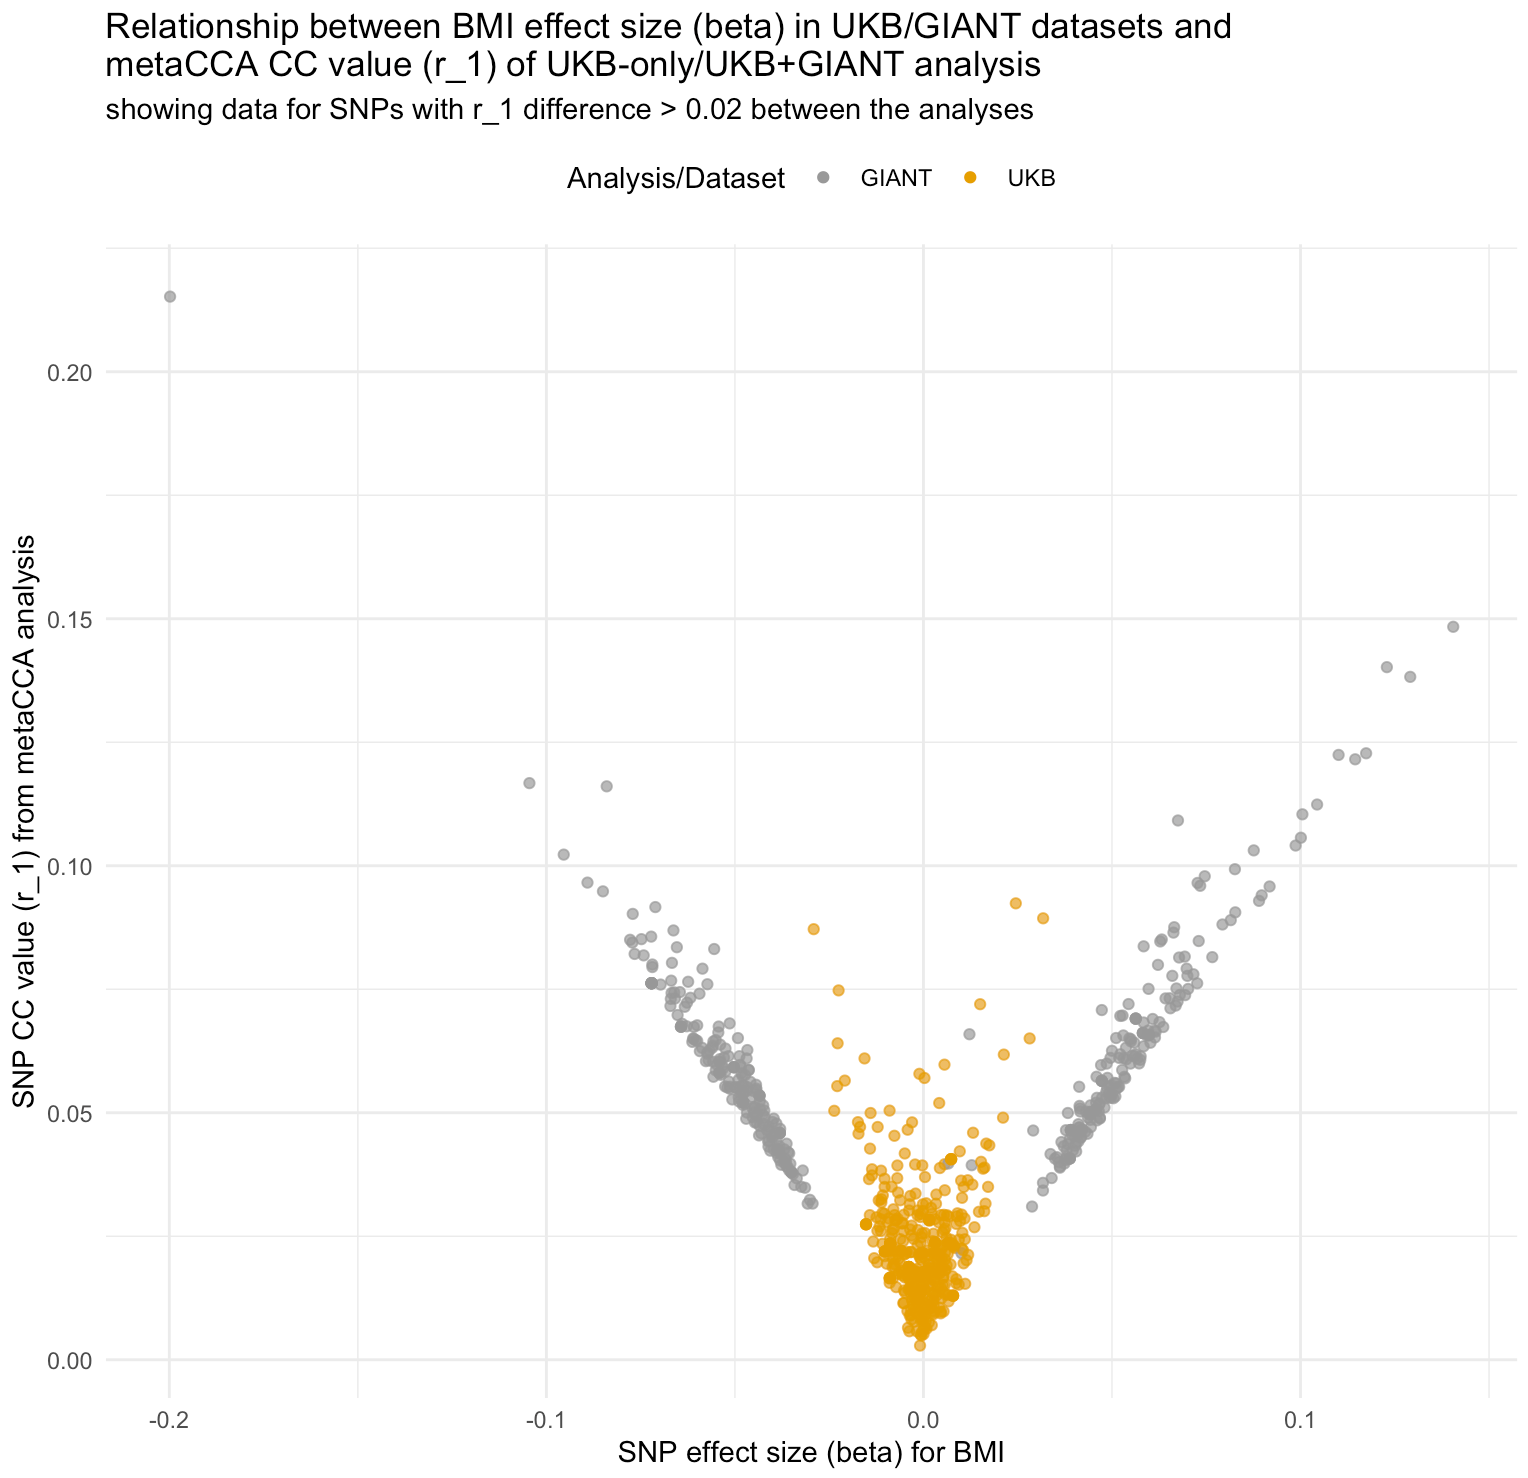 Relationship between BMI effect size (beta) in UKB/GIANT datasets and
metaCCA CC value (r_1) of UKB-only/UKB+GIANT analysis
showing data for SNPs with r_1 difference > 0.02 between the analyses
Analysis/Dataset GIANT UKB
SNP CC value (r_1) from metaCCA analysis
0.20
0.15
0.10
0.05
0.00
-0.2 -0.1 0.0 0.1
SNP effect size (beta) for BMI